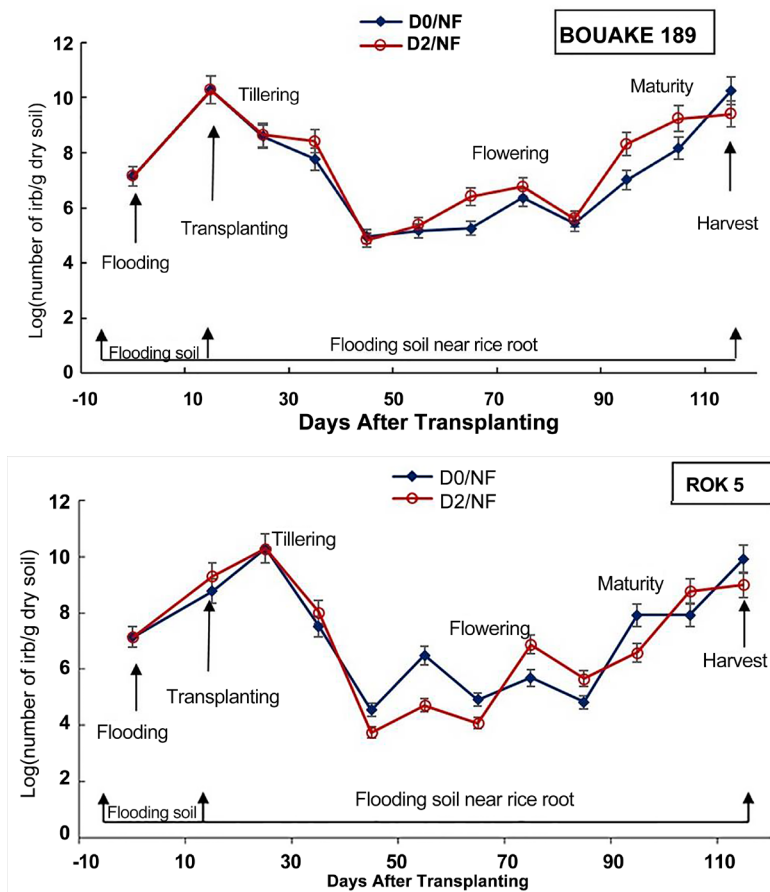 D0/NF
D2/NF
BOUAKE 189
Log(number of irb/g dry soil)
12
10
8
6
4
2
0
Tillering
Maturity
Flowering
Transplanting
Harvest
Flooding
Flooding soil
Flooding soil near rice root
-10 10 30 50 70 90 110
Days After Transplanting
D0/NF
D2/NF
ROK 5
Log(number of irb/g dry soil)
12
10
8
6
4
2
0
Tillering
Maturity
Flowering
Harvest
Transplanting
Flooding
Flooding soil
Flooding soil near rice root
-10 10 30 50 70 90 110
Days After Transplanting